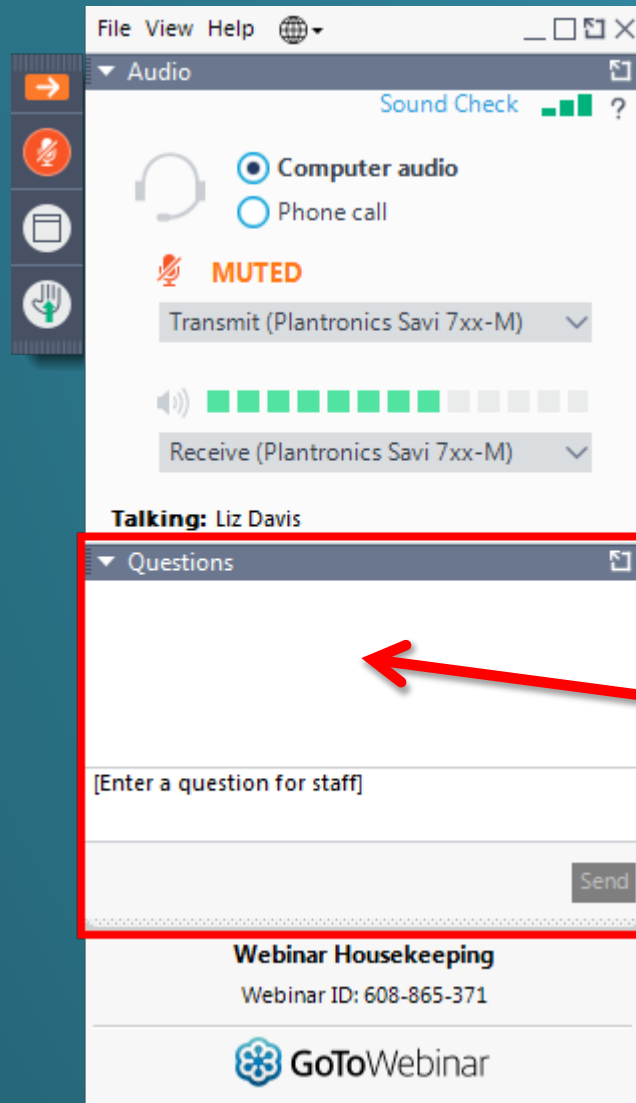 File View Help
Audio
Sound Check ?
Computer audio
Phone call
MUTED
Transmit (Plantronics Savi 7xx-M)
Receive (Plantronics Savi 7xx-M)
Talking: Liz Davis
Questions
[Enter a question for staff]
Send
Webinar Housekeeping
Webinar ID: 608-865-371
GoToWebinar